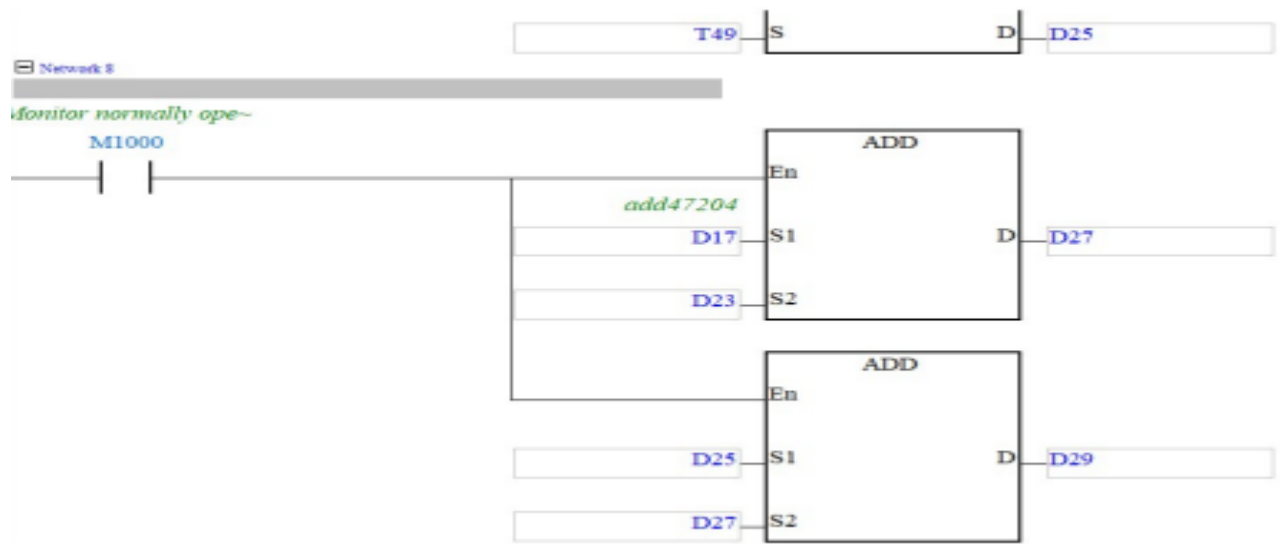 T49 S D D25
Network 8
Monitor normally ope~
M1000
ADD
En
add47204
D17 S1 D D27
D23 S2
ADD
En
D25 S1 D D29
D27 S2